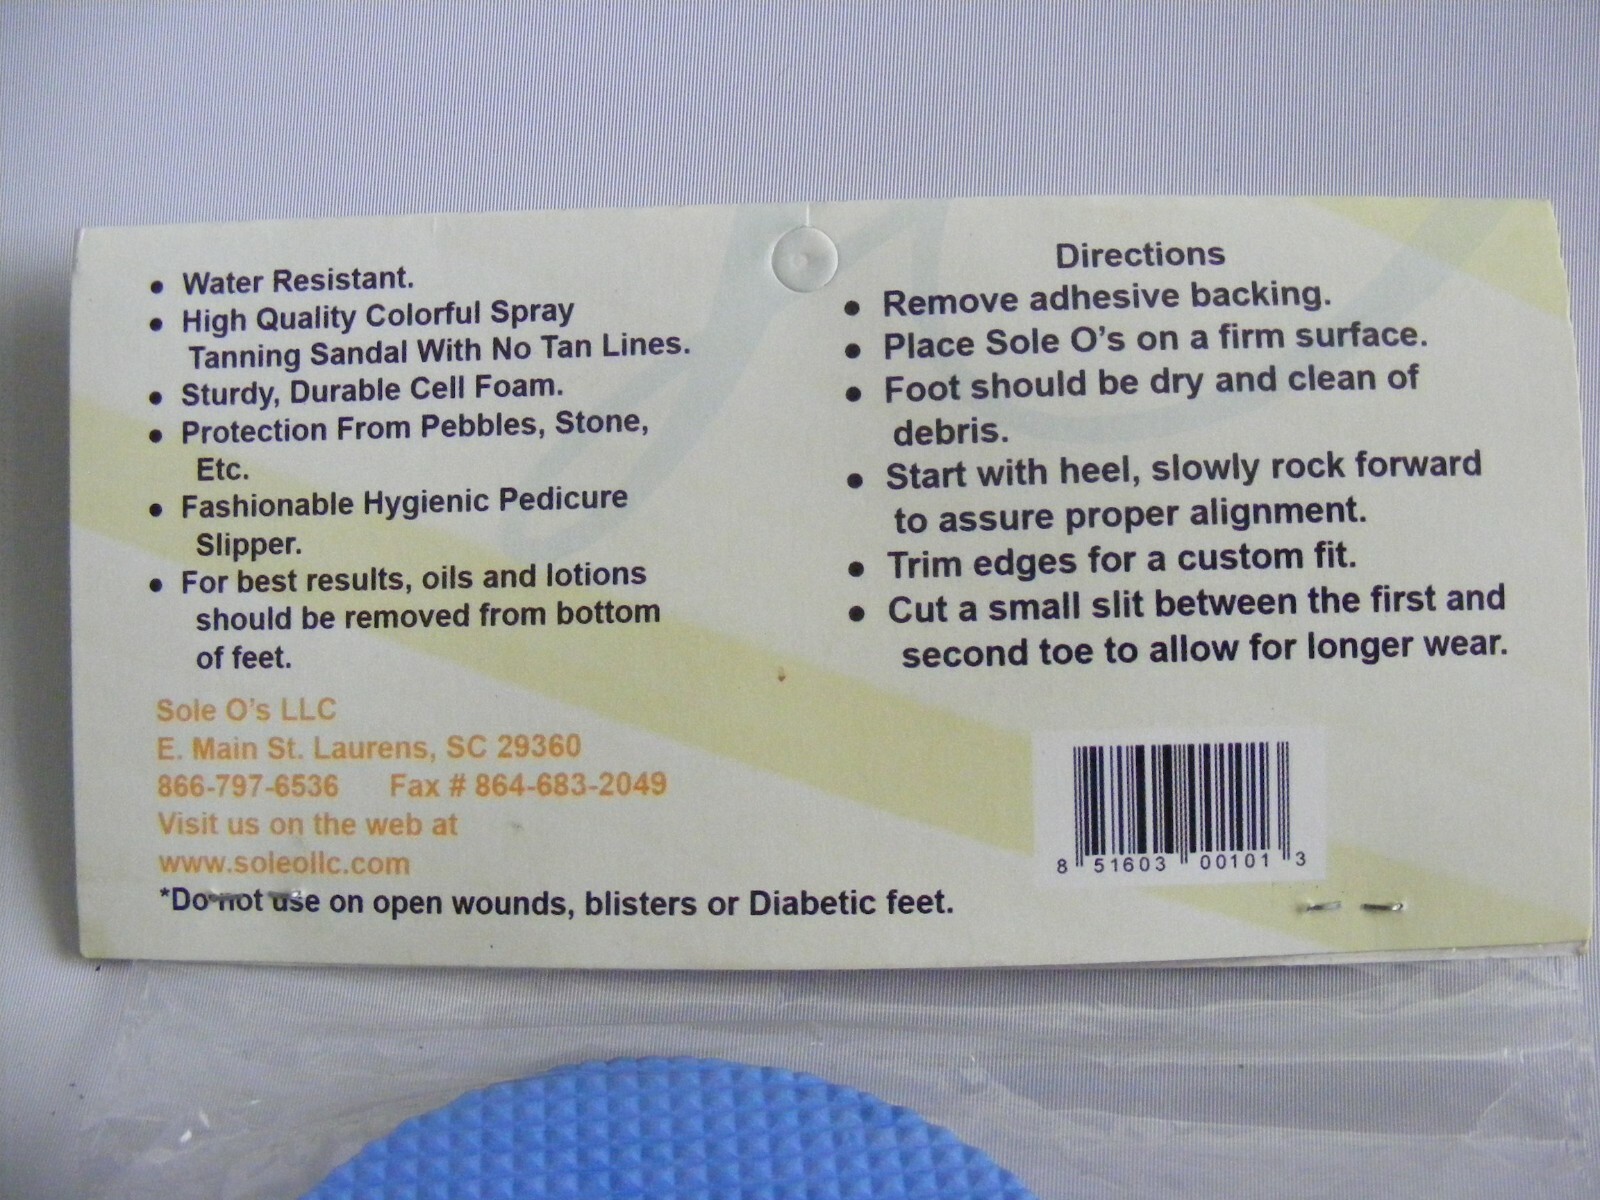 • Water Resistant.
• High Quality Colorful Spray
Tanning Sandal With No Tan Lines.
• Sturdy, Durable Cell Foam.
• Protection From Pebbles, Stone,
Etc.
• Fashionable Hygienic Pedicure
Slipper.
• For best results, oils and lotions
should be removed from bottom
of feet.
Sole O's LLC
E. Main St. Laurens, SC 29360
866-797-6536 Fax # 864-683-2049
Visit us on the web at
www.soleollc.com
*Do not use on open wounds, blisters or Diabetic feet.
Directions
• Remove adhesive backing.
• Place Sole O's on a firm surface.
• Foot should be dry and clean of
debris.
• Start with heel, slowly rock forward
to assure proper alignment.
• Trim edges for a custom fit.
• Cut a small slit between the first and
second toe to allow for longer wear.
8 51603 00101 3